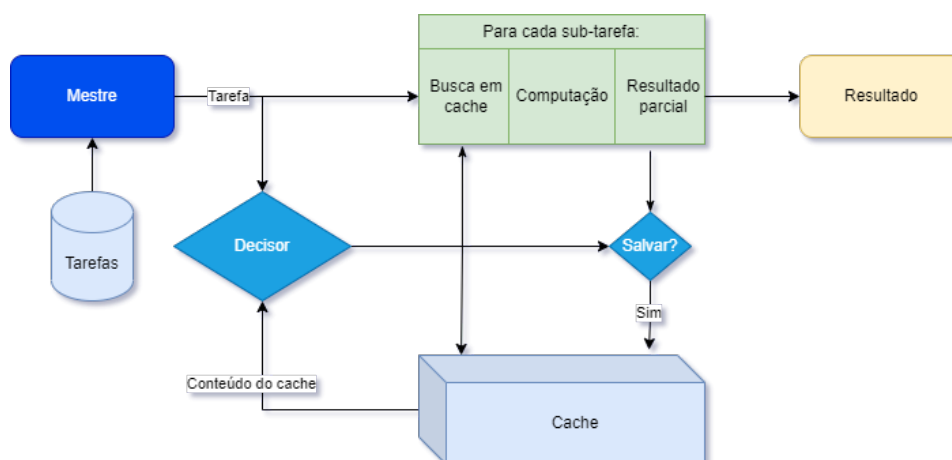 Para cada sub-tarefa:
Mestre
Tarefa
Busca em
cache
Computação
Resultado
parcial
Resultado
Tarefas
Decisor
Salvar?
Sim
Conteúdo do cache
Cache